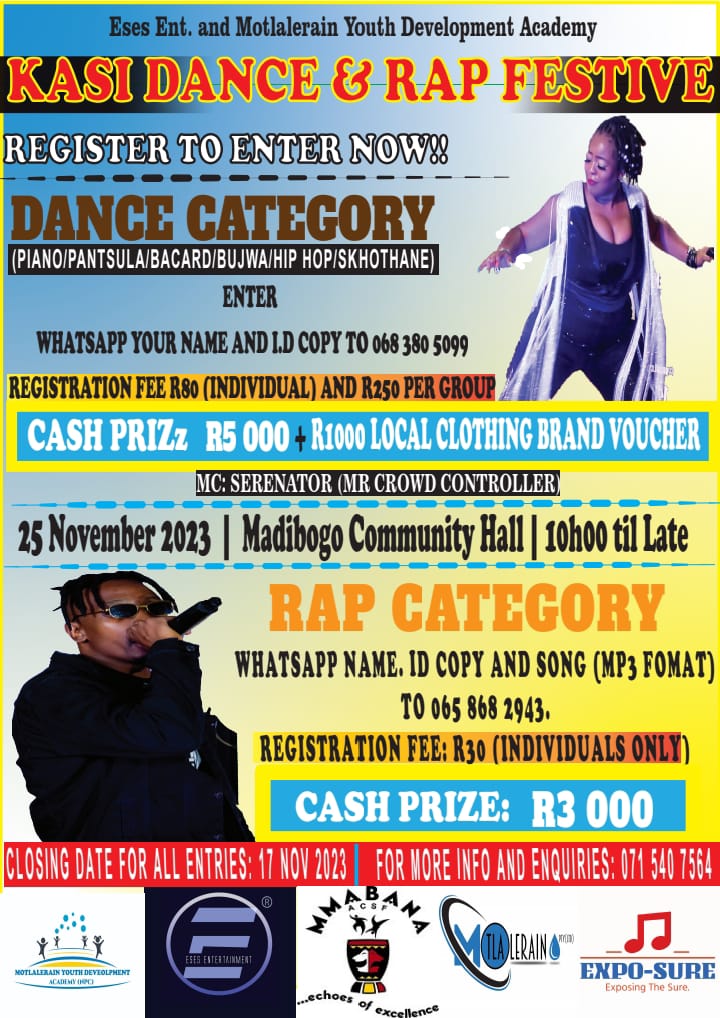 Eses Ent. and Motlalerain Youth Development Academy
KASI DANCE & RAP FESTIVE
REGISTER TO ENTER NOW!!
DANCE CATEGORY
(PIANO/PANTSULA/BACARD/BUJWA/HIP HOP/SKHOTHANE)
ENTER
WHATSAPP YOUR NAME AND I.D COPY TO 068 380 5099
REGISTRATION FEE R80 (INDIVIDUAL) AND R250 PER GROUP
CASH PRIZz R5 000 + R1000 LOCAL CLOTHING BRAND VOUCHER
MC: SERENATOR (MR CROWD CONTROLLER)
25 November 2023 | Madibogo Community Hall | 10h00 til Late
RAP CATEGORY
WHATSAPP NAME. ID COPY AND SONG (MP3 FOMAT)
TO 065 868 2943.
REGISTRATION FEE: R30 (INDIVIDUALS ONLY)
CASH PRIZE: R3 000
CLOSING DATE FOR ALL ENTRIES: 17 NOV 2023 | FOR MORE INFO AND ENQUIRIES: 071 540 7564
MOTLALERAIN YOUTH DEVEOLPMENT
ACADEMY (NPC)
®
ESES ENTERTAINMENT
MMABANA
ACSF
...echoes of excellence
MOTLALERAIN (PTY)LTD
EXPO-SURE
Exposing The Sure.